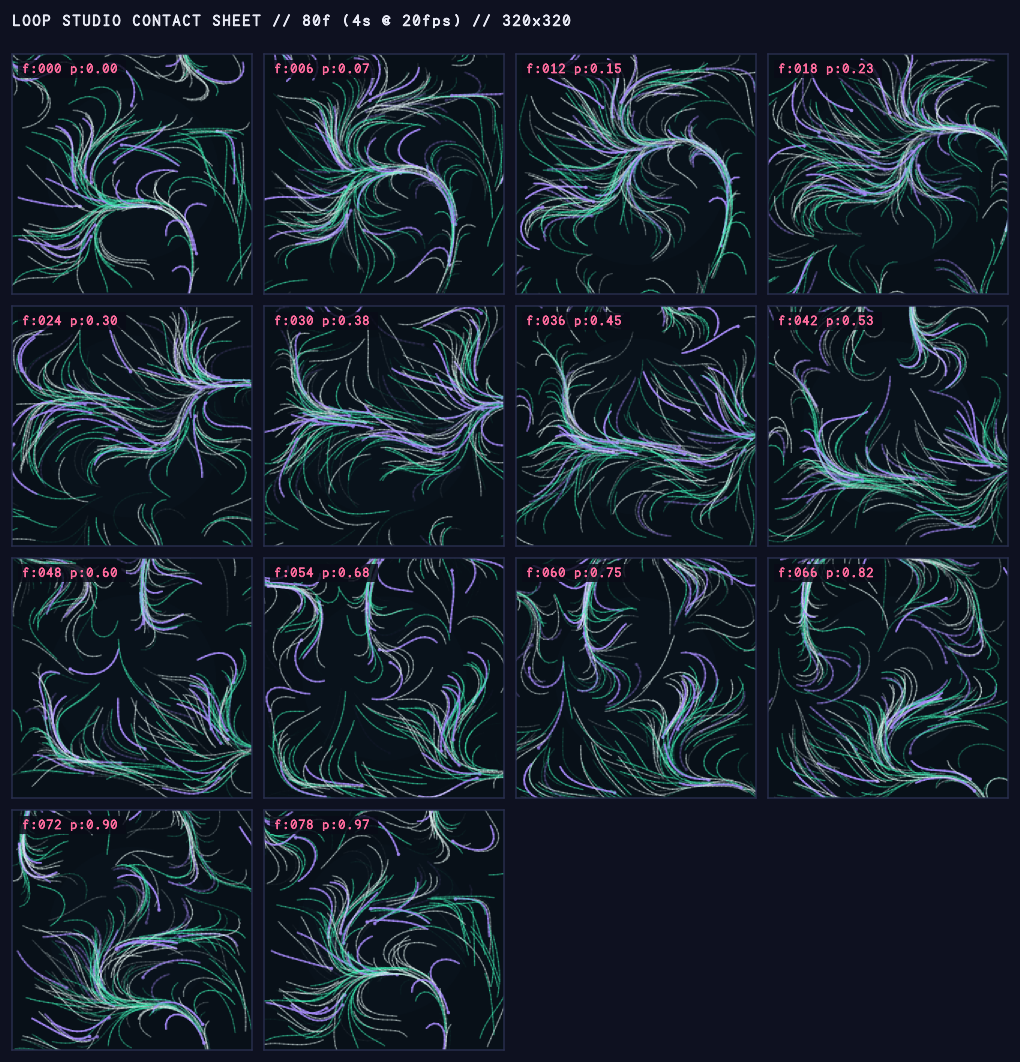 LOOP STUDIO CONTACT SHEET // 80f (4s @ 20fps) // 320x320
f:000 p:0.00
f:006 p:0.07
f:012 p:0.15
f:018 p:0.23
f:024 p:0.30
f:030 p:0.38
f:036 p:0.45
f:042 p:0.53
f:048 p:0.60
f:054 p:0.68
f:060 p:0.75
f:066 p:0.82
f:072 p:0.90
f:078 p:0.97